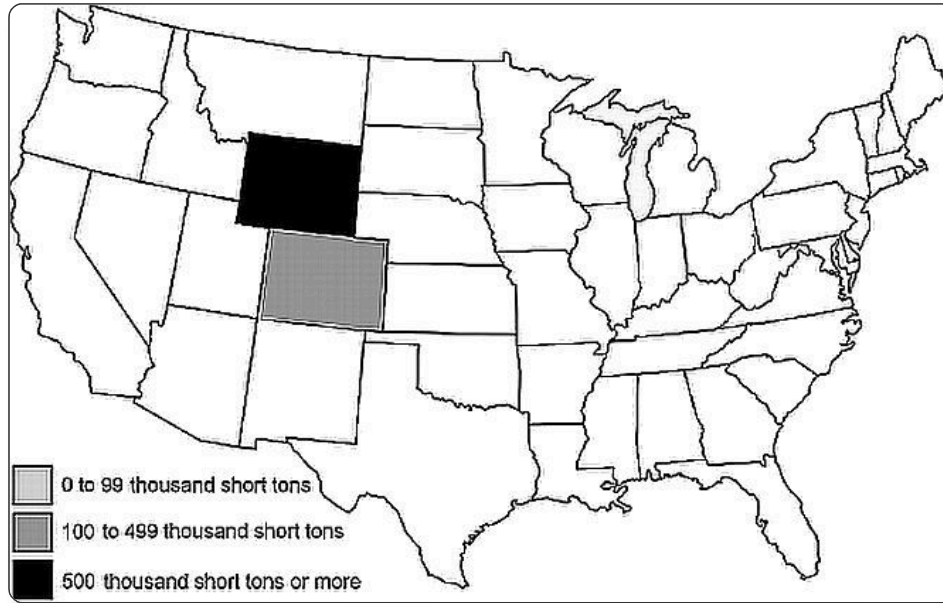 0 to 99 thousand short tons
100 to 499 thousand short tons
500 thousand short tons or more